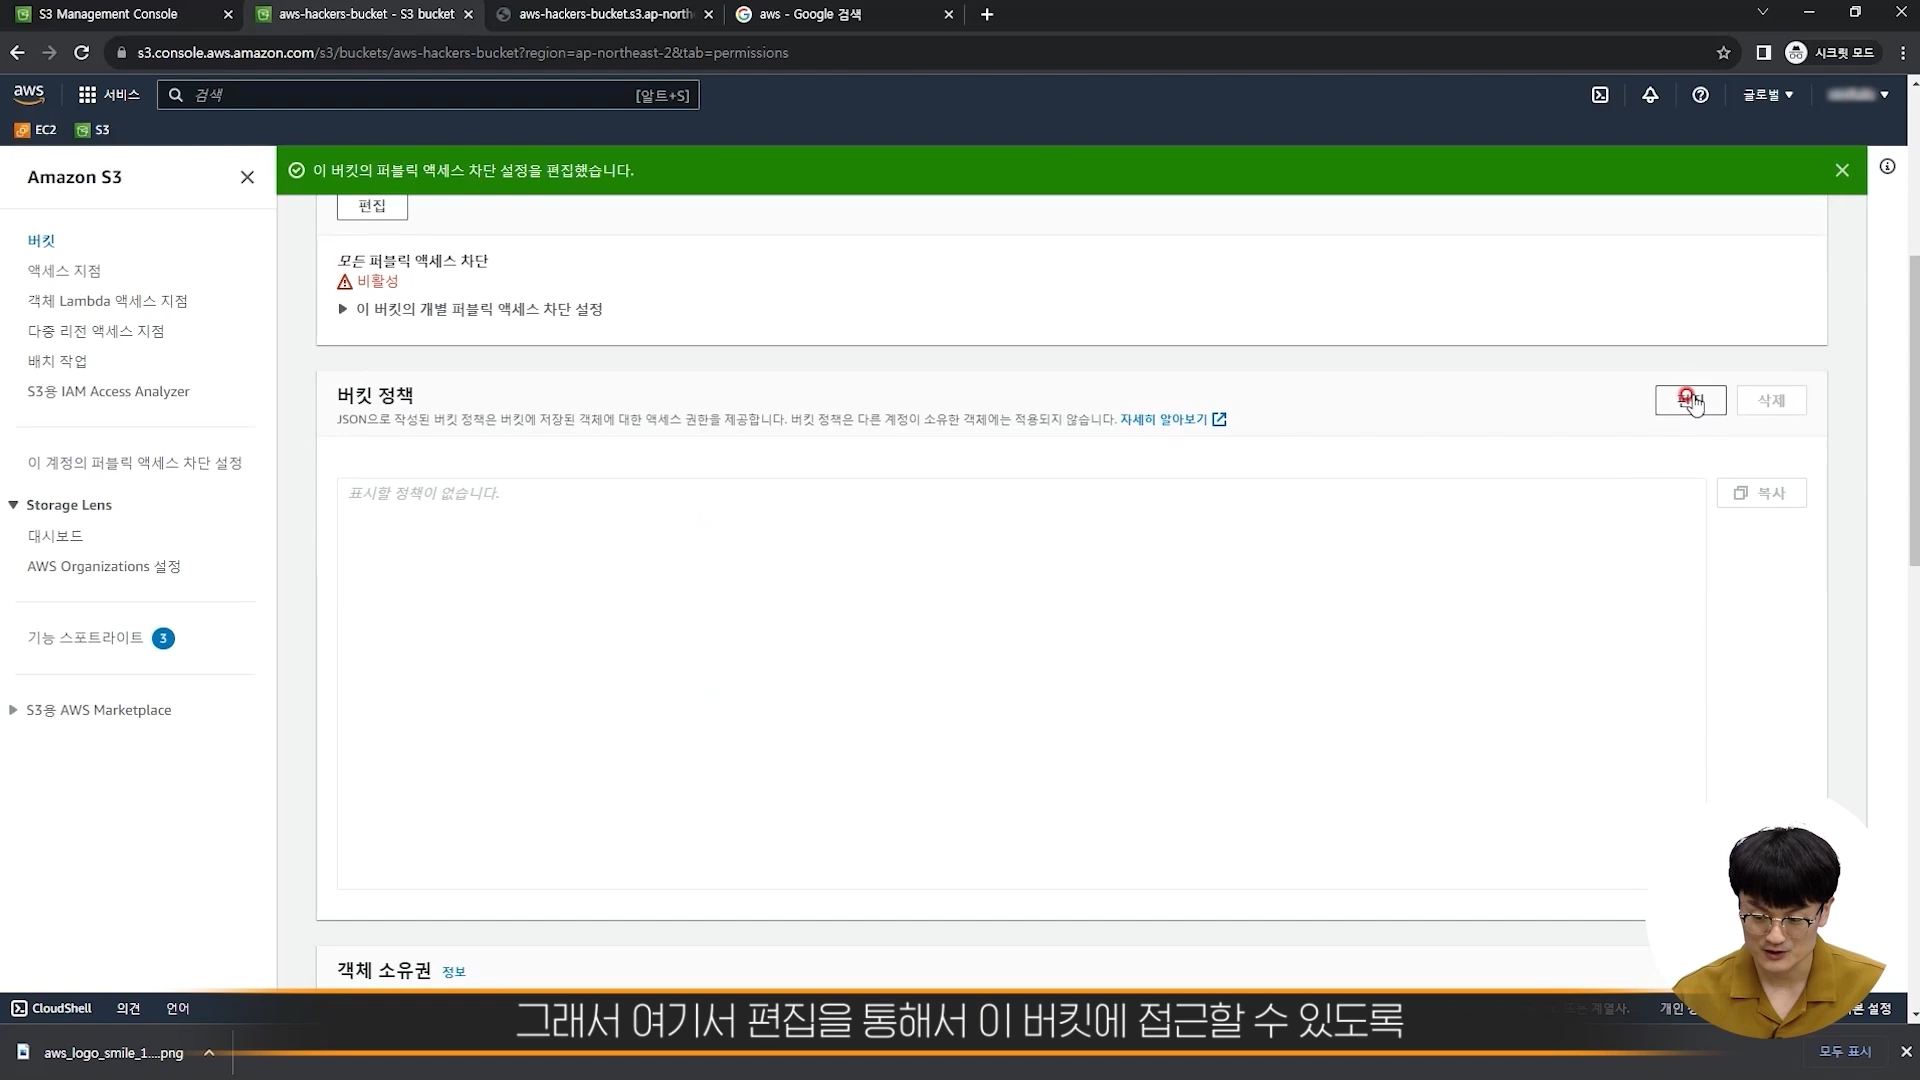 S3 Management Console
aws-hackers-bucket - S3 bucket
aws-hackers-bucket.s3.ap-north
aws - Google 검색
s3.console.aws.amazon.com/s3/buckets/aws-hackers-bucket?region=ap-northeast-2&tab=permissions
시크릿 모드
aws
서비스
검색
[알트+S]
글로벌
EC2
S3
Amazon S3
이 버킷의 퍼블릭 액세스 차단 설정을 편집했습니다.
편집
버킷
액세스 지점
객체 Lambda 액세스 지점
다중 리전 액세스 지점
배치 작업
S3용 IAM Access Analyzer
이 계정의 퍼블릭 액세스 차단 설정
Storage Lens
대시보드
AWS Organizations 설정
기능 스포트라이트 3
S3용 AWS Marketplace
모든 퍼블릭 액세스 차단
비활성
이 버킷의 개별 퍼블릭 액세스 차단 설정
버킷 정책
JSON으로 작성된 버킷 정책은 버킷에 저장된 객체에 대한 액세스 권한을 제공합니다. 버킷 정책은 다른 계정이 소유한 객체에는 적용되지 않습니다. 자세히 알아보기
삭제
표시할 정책이 없습니다.
복사
객체 소유권 정보
CloudShell
의견
언어
계열사.
설정
그래서 여기서 편집을 통해서 이 버킷에 접근할 수 있도록
aws_logo_smile_1....png
모두 표시